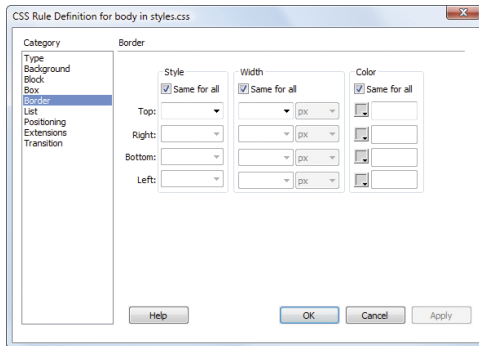 CSS Rule Definition for body in styles.css
Category
Border
Type
Background
Block
Box
Border
List
Positioning
Extensions
Transition
Style
Width
Color
Same for all
Same for all
Same for all
Top:
px
Right:
px
Bottom:
px
Left:
px
Help
OK
Cancel
Apply